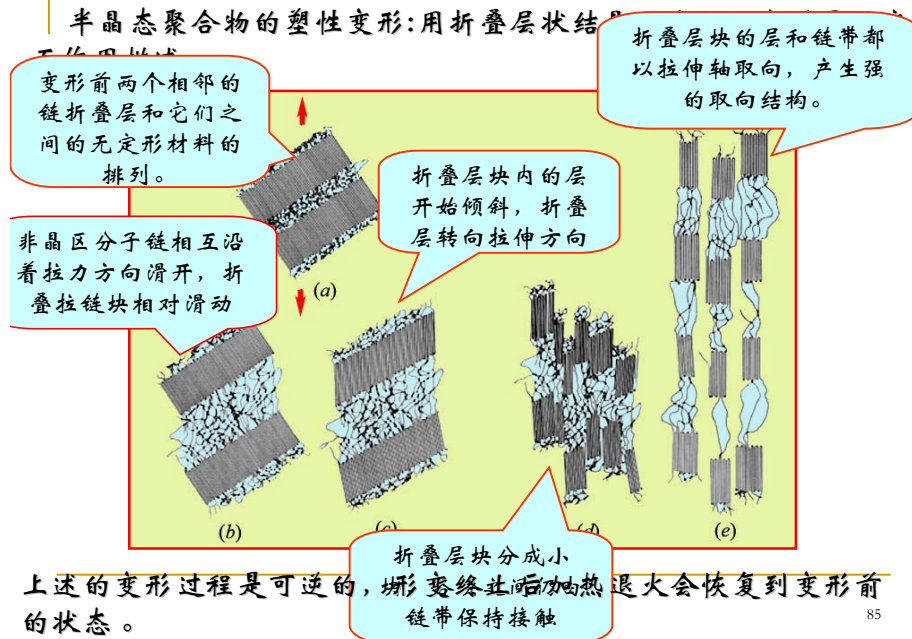 半晶态聚合物的塑性变形:用折叠层状结晶
变形前两个相邻的
链折叠层和它们之
间的无定形材料的
排列。
折叠层块的层和链带都
以拉伸轴取向，产生强
的取向结构。
折叠层块内的层
开始倾斜，折叠
层转向拉伸方向
非晶区分子链相互沿
着拉力方向滑开，折
叠拉链块相对滑动
(a)
(b)
(c)
(d)
(e)
折叠层块分成小
链带保持接触
上述的变形过程是可逆的，形变终止后加热退火会恢复到变形前
的状态。
85